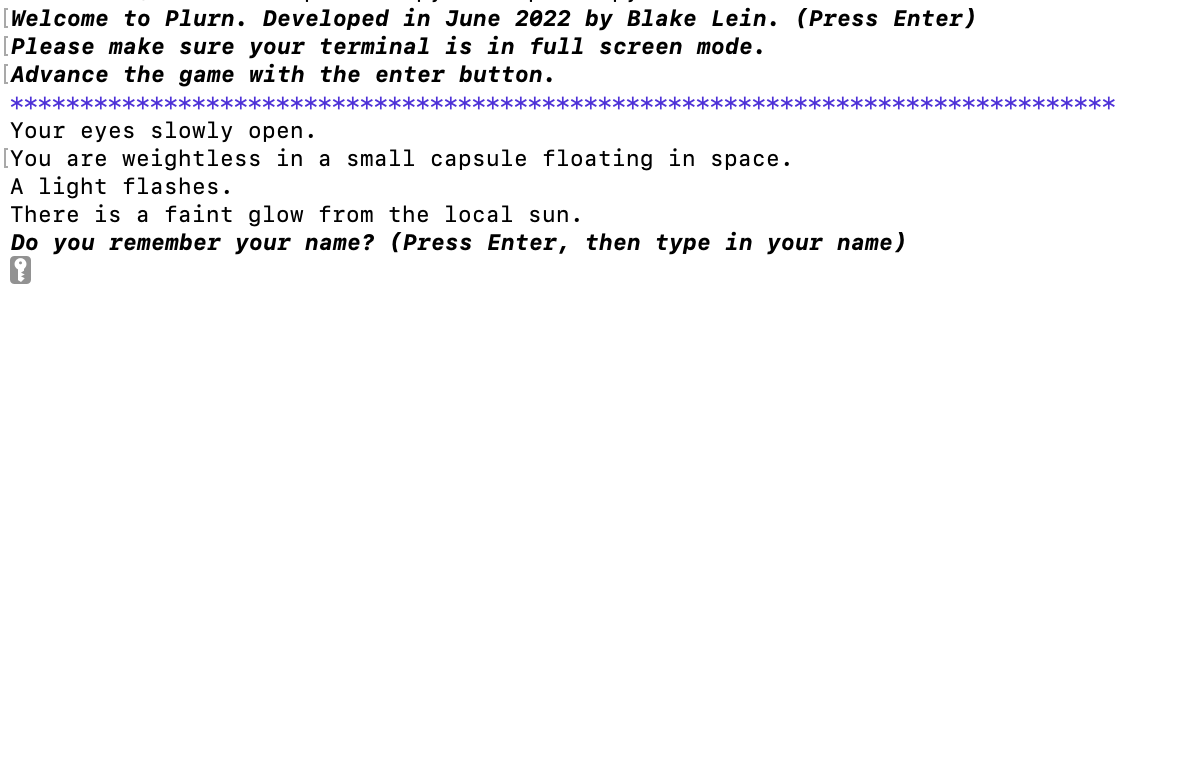 Welcome to Plurn. Developed in June 2022 by Blake Lein. (Press Enter)
Please make sure your terminal is in full screen mode.
Advance the game with the enter button.
*******************************************************************************
Your eyes slowly open.
You are weightless in a small capsule floating in space.
A light flashes.
There is a faint glow from the local sun.
Do you remember your name? (Press Enter, then type in your name)